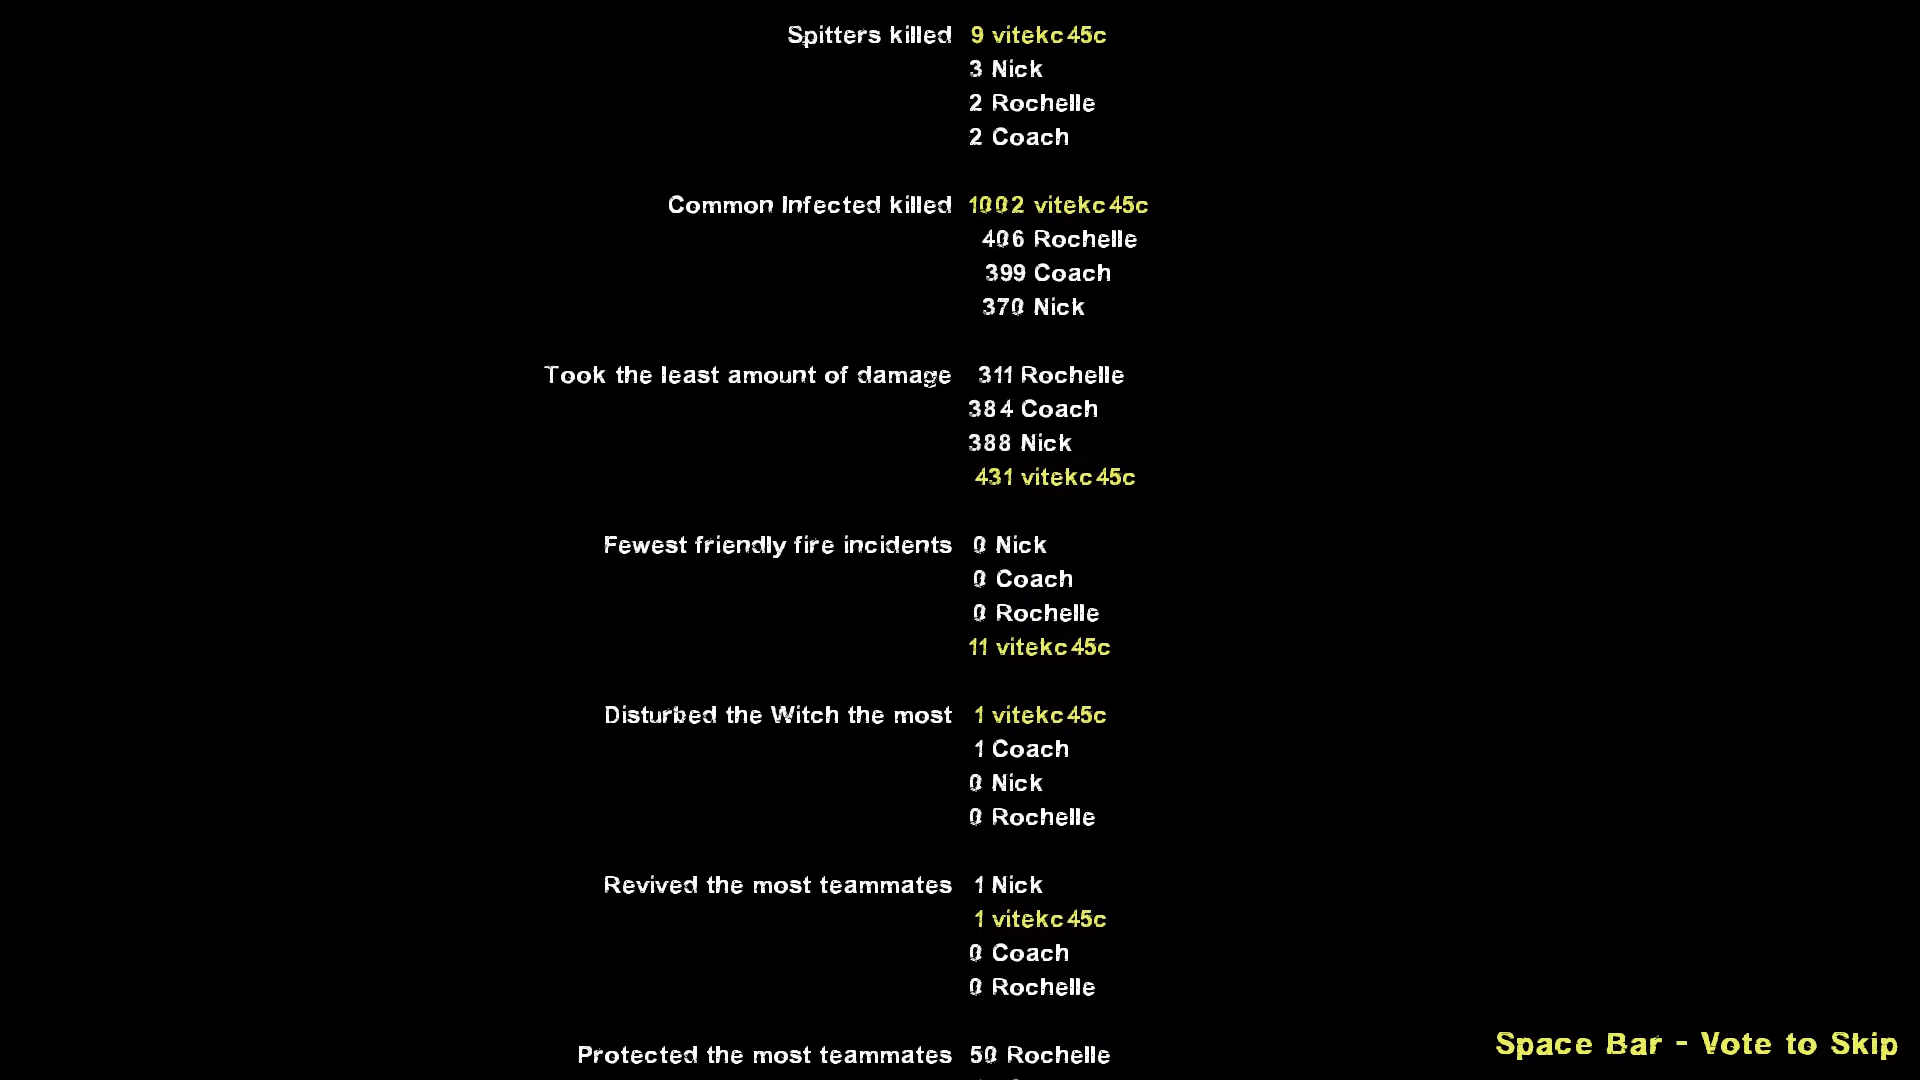 Spitters killed 9 vitekc45c
3 Nick
2 Rochelle
2 Coach
Common Infected killed 1002 vitekc45c
406 Rochelle
399 Coach
370 Nick
Took the least amount of damage 311 Rochelle
384 Coach
388 Nick
431 vitekc45c
Fewest friendly fire incidents 0 Nick
0 Coach
0 Rochelle
11 vitekc45c
Disturbed the Witch the most 1 vitekc45c
1 Coach
0 Nick
0 Rochelle
Revived the most teammates 1 Nick
1 vitekc45c
0 Coach
0 Rochelle
Protected the most teammates 50 Rochelle
Space Bar - Vote to Skip